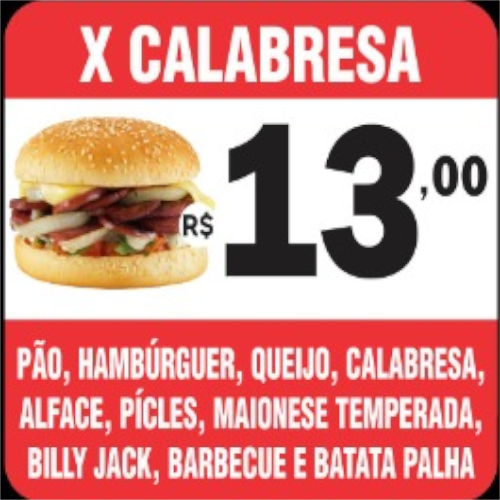 X CALABRESA
R$ 13,00
PÃO, HAMBÚRGUER, QUEIJO, CALABRESA,
ALFACE, PÍCLES, MAIONESE TEMPERADA,
BILLY JACK, BARBECUE E BATATA PALHA